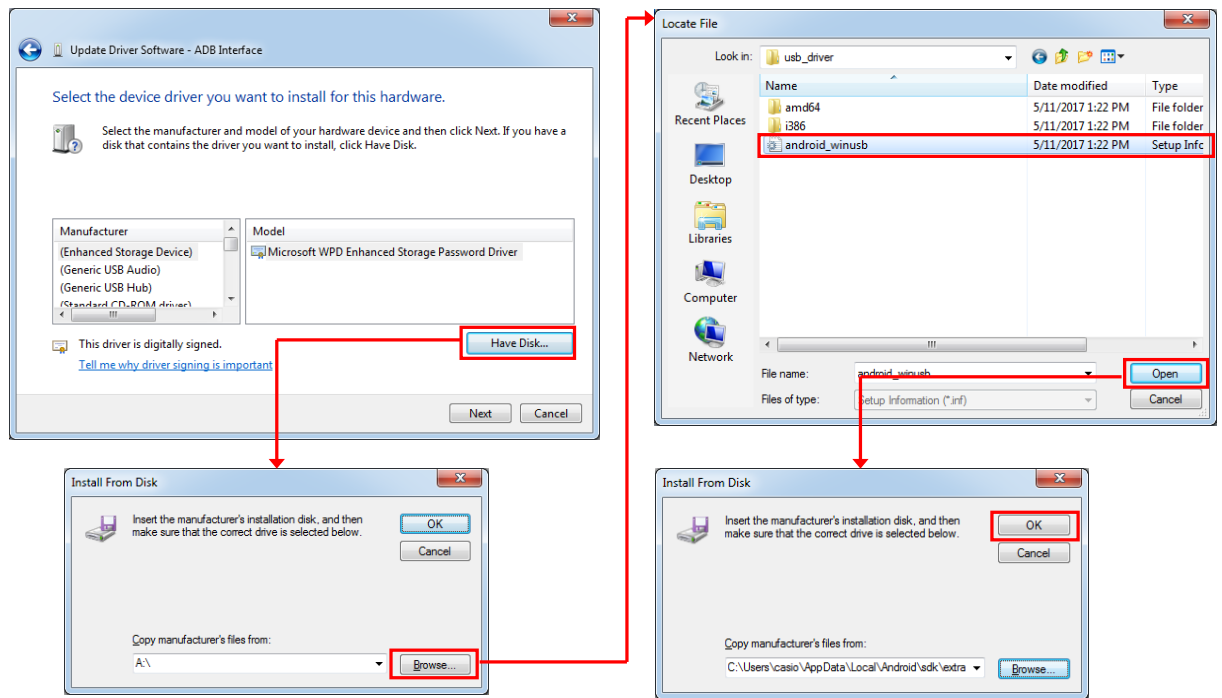 Update Driver Software - ADB Interface
Select the device driver you want to install for this hardware.
Select the manufacturer and model of your hardware device and then click Next. If you have a
disk that contains the driver you want to install, click Have Disk.
Manufacturer
(Enhanced Storage Device)
(Generic USB Audio)
(Generic USB Hub)
(Standard CD-ROM driver)
Model
Microsoft WPD Enhanced Storage Password Driver
This driver is digitally signed.
Tell me why driver signing is important
Have Disk...
Next
Cancel
Install From Disk
Insert the manufacturer's installation disk, and then
make sure that the correct drive is selected below.
OK
Cancel
Copy manufacturer's files from:
A:\
Browse...
Locate File
Look in:
usb_driver
Recent Places
Desktop
Libraries
Computer
Network
Name Date modified Type
amd64 5/11/2017 1:22 PM File folder
i386 5/11/2017 1:22 PM File folder
android_winusb 5/11/2017 1:22 PM Setup Infc
File name:
android_winusb
Open
Files of type:
Setup Information (*.inf)
Cancel
Install From Disk
Insert the manufacturer's installation disk, and then
make sure that the correct drive is selected below.
OK
Cancel
Copy manufacturer's files from:
C:\Users\casio\AppData\Local\Android\sdk\extra
Browse...